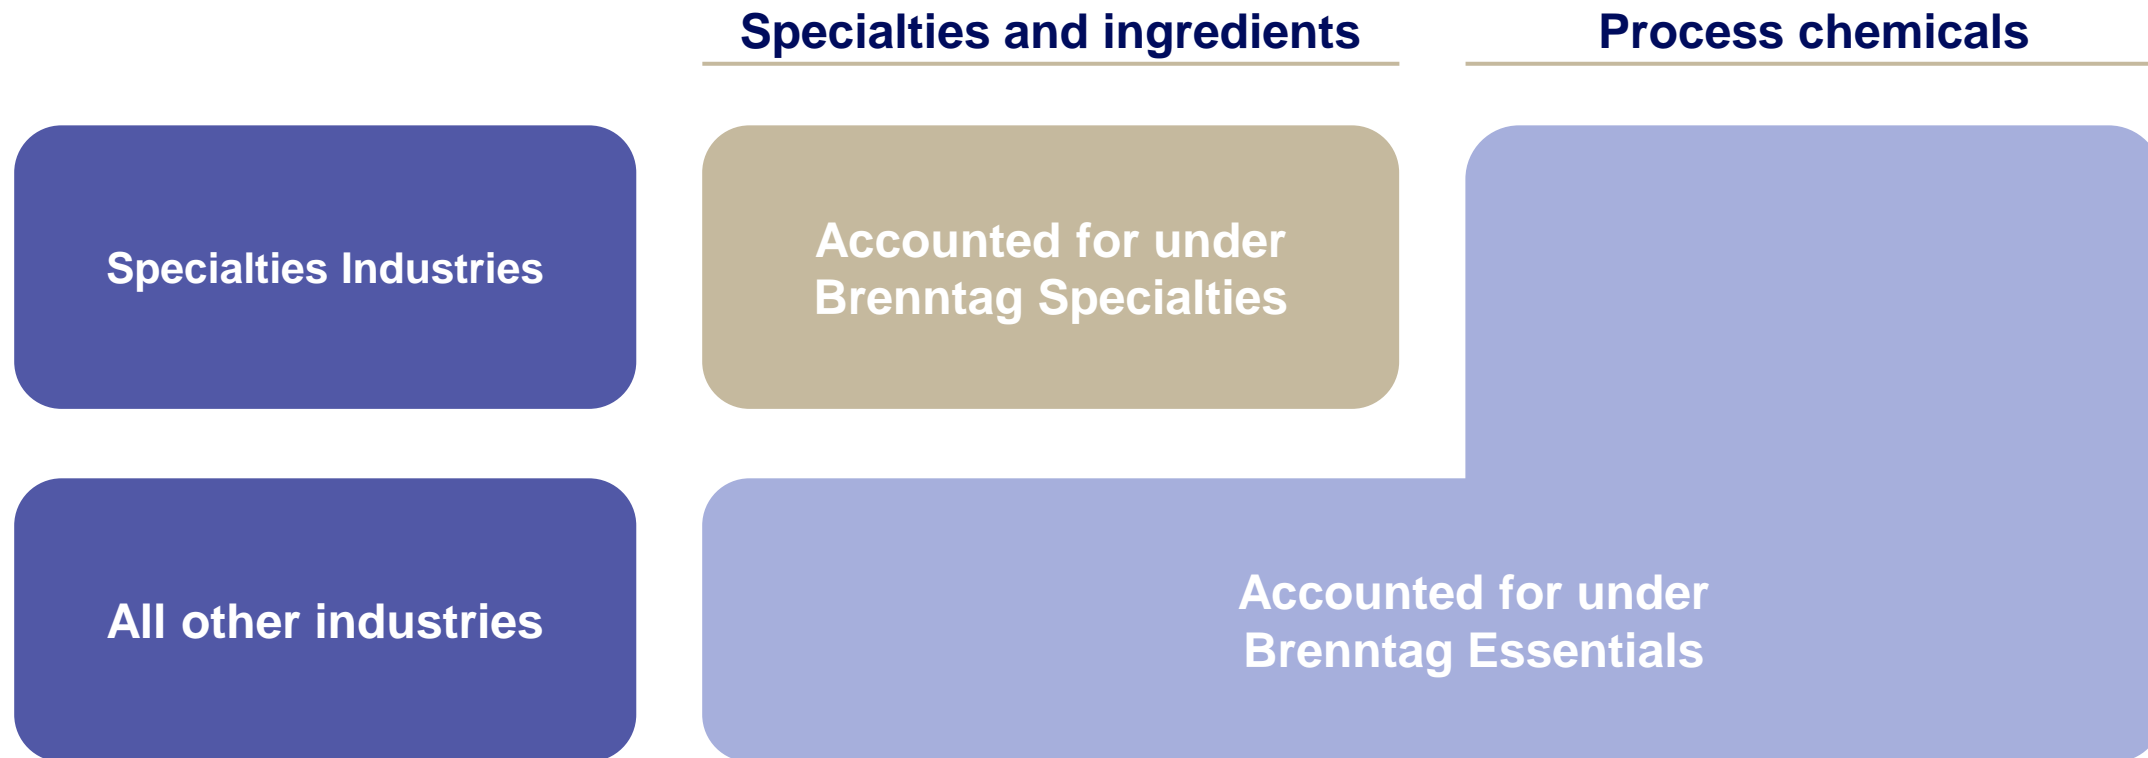 Specialties and ingredients
Process chemicals
Specialties Industries
Accounted for under
Brenntag Specialties
All other industries
Accounted for under
Brenntag Essentials